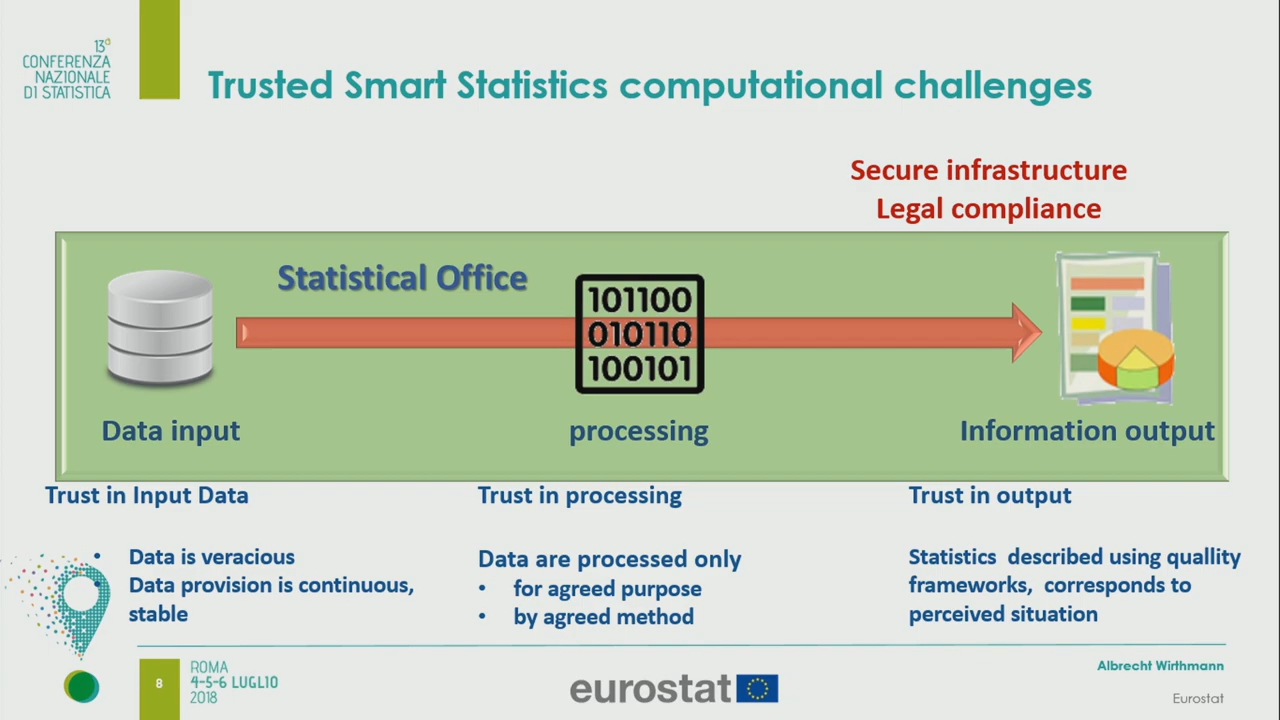 13ª
CONFERENZA
NAZIONALE
DI STATISTICA
Trusted Smart Statistics computational challenges
Secure infrastructure
Legal compliance
Statistical Office
101100
010110
100101
Data input
processing
Information output
Trust in Input Data
• Data is veracious
• Data provision is continuous,
stable
Trust in processing
Data are processed only
• for agreed purpose
• by agreed method
Trust in output
Statistics described using quallity
frameworks, corresponds to
perceived situation
8
ROMA
4-5-6 LUGLIO
2018
eurostat
Albrecht Wirthmann
Eurostat